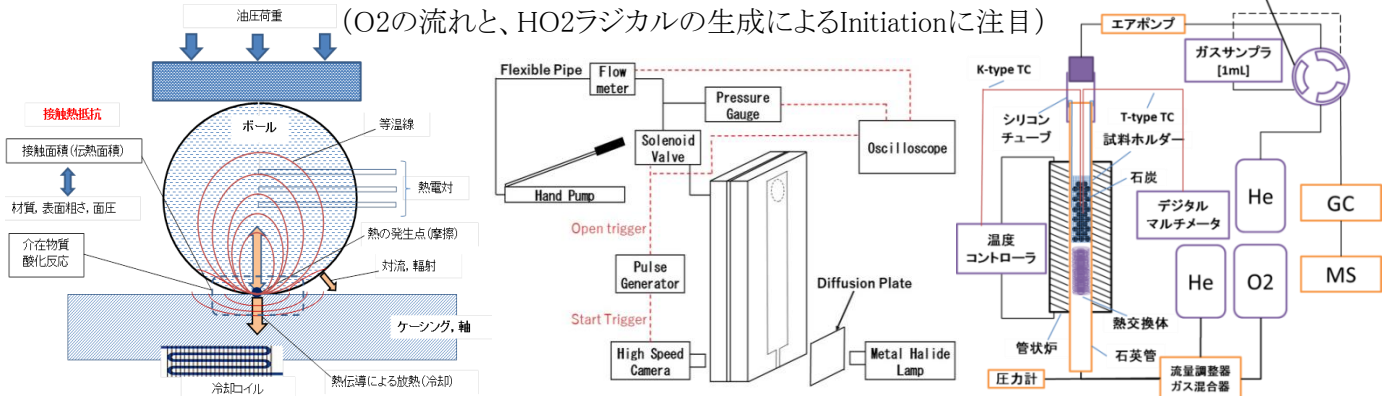 (O2の流れと、HO2ラジカルの生成によるInitiationに注目)
油圧荷重
接触熱抵抗
ボール
等温線
接触面積(伝熱面積)
熱電対
材質, 表面粗さ, 面圧
介在物質
酸化反応
熱の発生点(摩擦)
対流, 輻射
ケーシング, 軸
冷却コイル
熱伝導による放熱(冷却)
Flexible Pipe
Flow
meter
Pressure
Gauge
Solenoid
Valve
Oscilloscope
Hand Pump
Open trigger
Pulse
Generator
Diffusion Plate
Start Trigger
High Speed
Camera
Metal Halide
Lamp
エアポンプ
ガスサンプラ
[1mL]
K-type TC
T-type TC
シリコン
チューブ
試料ホルダー
石炭
デジタル
マルチメータ
He
GC
温度
コントローラ
He
O2
MS
熱交換体
管状炉
石英管
圧力計
流量調整器
ガス混合器